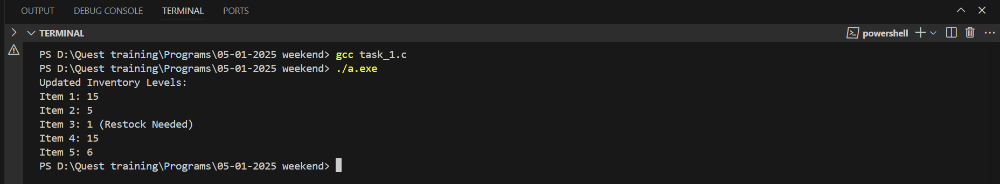 OUTPUT DEBUG CONSOLE TERMINAL PORTS
TERMINAL powershell
PS D:\Quest training\Programs\05-01-2025 weekend> gcc task_1.c
PS D:\Quest training\Programs\05-01-2025 weekend> ./a.exe
Updated Inventory Levels:
Item 1: 15
Item 2: 5
Item 3: 1 (Restock Needed)
Item 4: 15
Item 5: 6
PS D:\Quest training\Programs\05-01-2025 weekend>